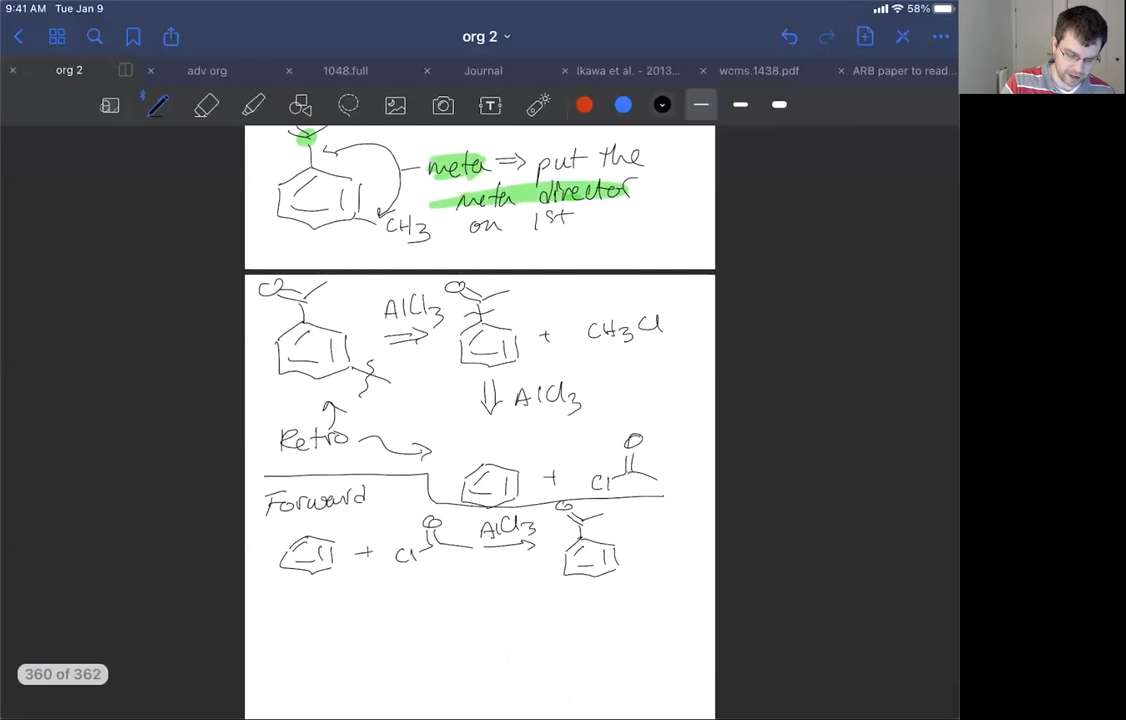 9:41 AM Tue Jan 9
58%
org 2
org 2
adv org
1048.full
Journal
Ikawa et al. - 2013...
wcms.1438.pdf
ARB paper to read...
meta ⇒ put the
meta director
on 1st
CH3
O
AlCl3
O
+ CH3Cl
AlCl3
Retro
O
+ Cl
Forward
O
+ Cl
AlCl3
O
360 of 362